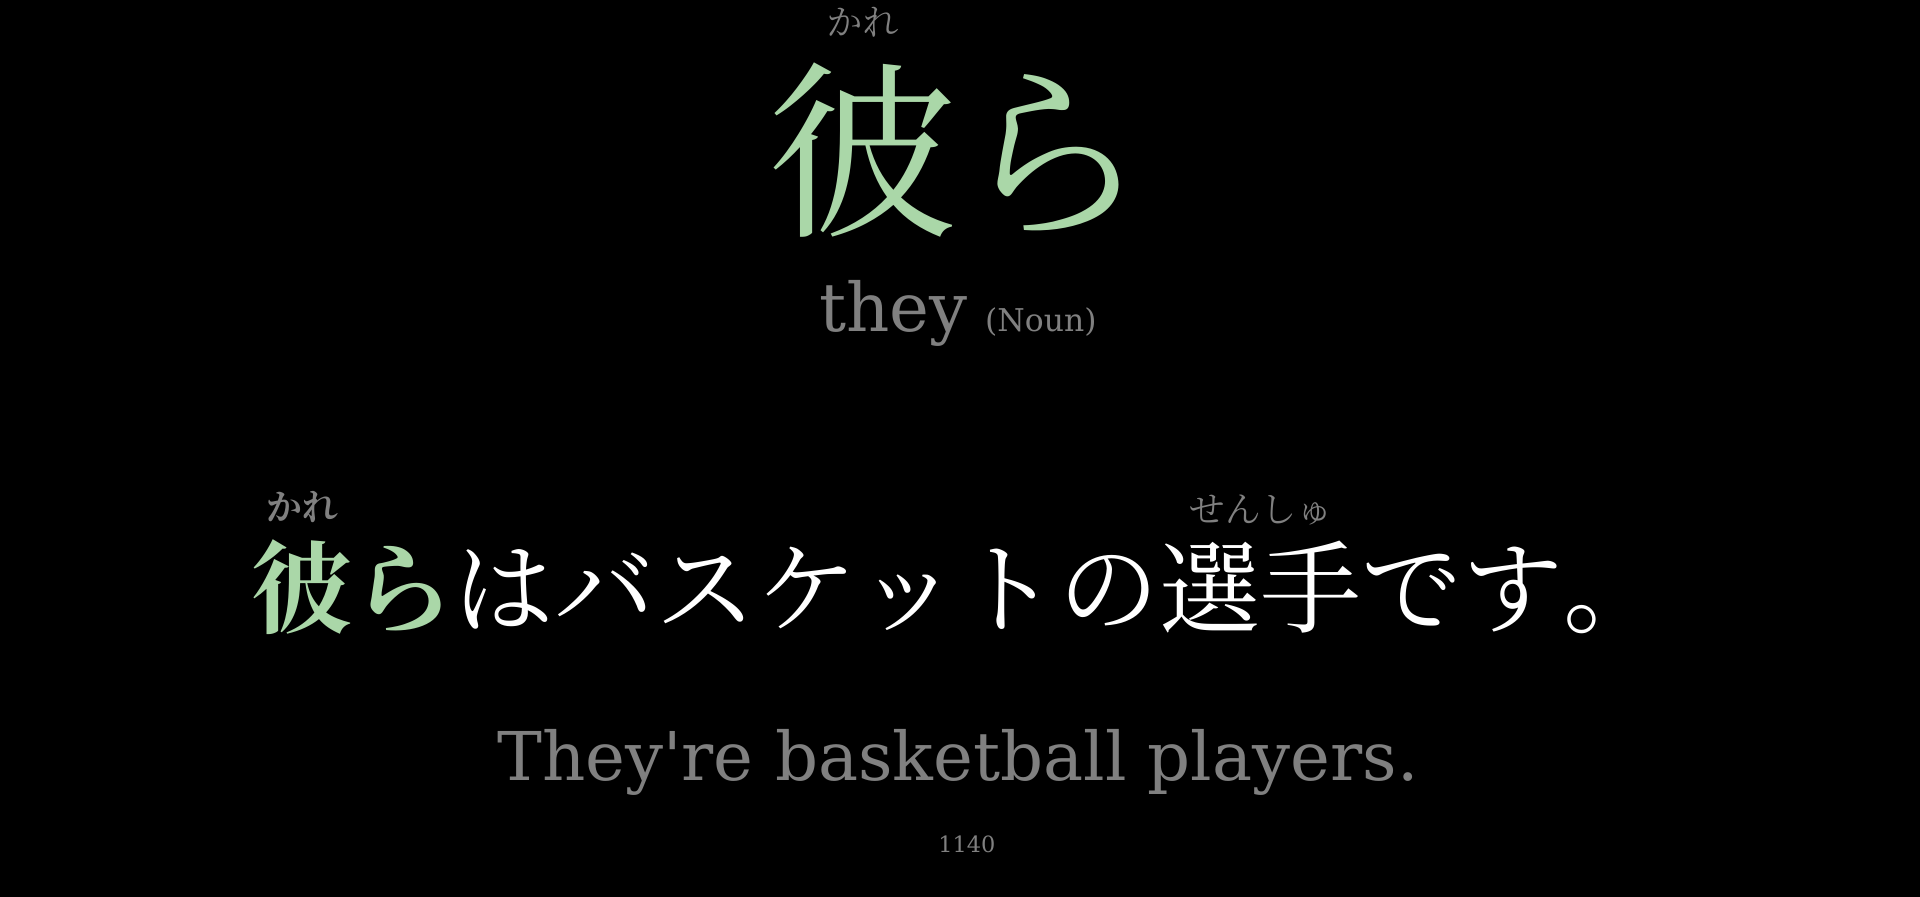 かれ
彼ら
they (Noun)
かれ せんしゅ
彼らはバスケットの選手です。
They're basketball players.
1140